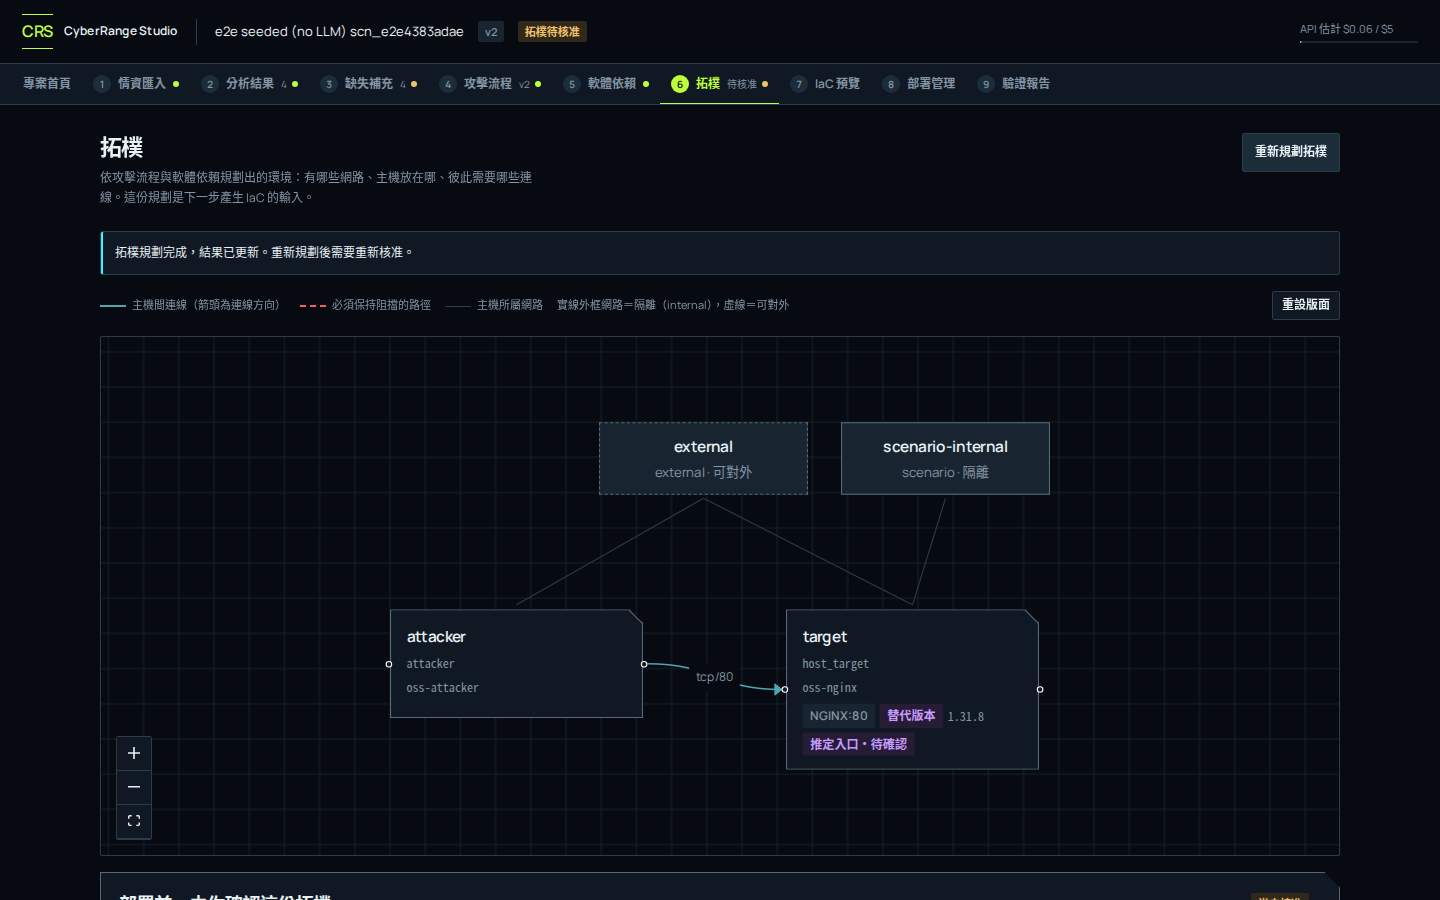 CRS CyberRange Studio e2e seeded (no LLM) scn_e2e4383adae v2 拓樸待核准 API 估計 $0.06 / $5
專案首頁 1 情資匯入 2 分析結果 4 3 缺失補充 4 4 攻擊流程 v2 5 軟體依賴 6 拓樸 待核准 7 IaC 預覽 8 部署管理 9 驗證報告
拓樸
重新規劃拓樸
依攻擊流程與軟體依賴規劃出的環境：有哪些網路、主機放在哪、彼此需要哪些連
線。這份規劃是下一步產生 IaC 的輸入。
拓樸規劃完成，結果已更新。重新規劃後需要重新核准。
主機間連線（箭頭為連線方向） 必須保持阻擋的路徑 主機所屬網路 實線外框網路＝隔離（internal），虛線＝可對外 重設版面
external
external · 可對外
scenario-internal
scenario · 隔離
attacker
attacker
oss-attacker
tcp/80
target
host_target
oss-nginx
NGINX:80 替代版本 1.31.8
推定入口・待確認